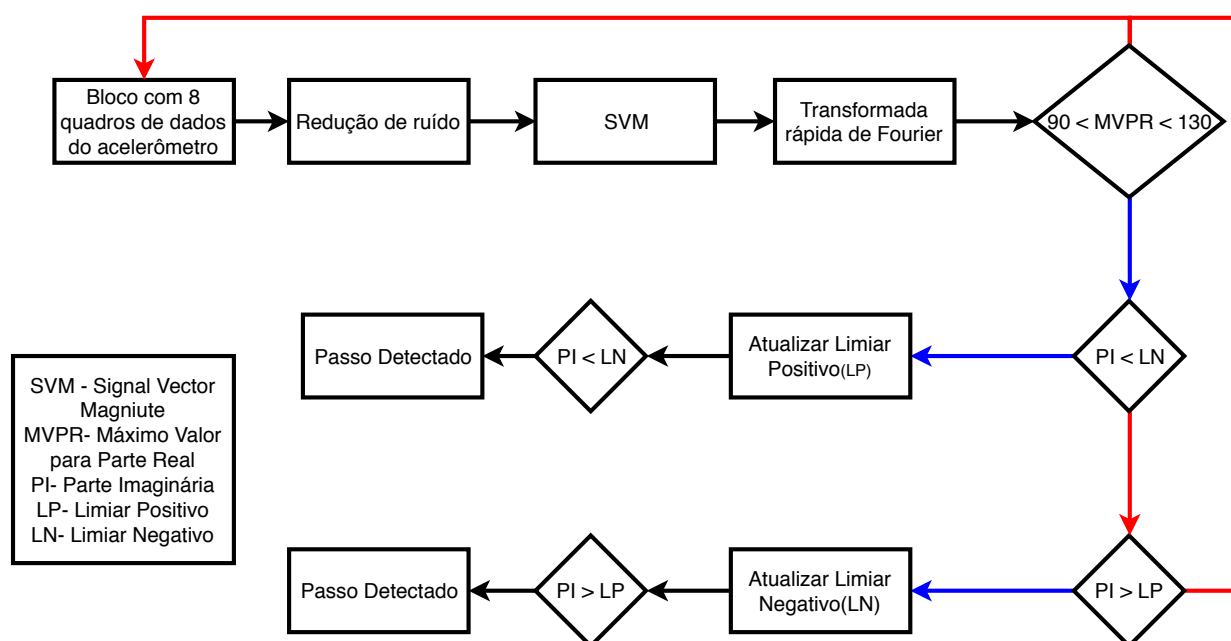 Bloco com 8
quadros de dados
do acelerômetro
Redução de ruído
SVM
Transformada
rápida de Fourier
90 < MVPR < 130
Passo Detectado
PI < LN
Atualizar Limiar
Positivo(LP)
PI < LN
SVM - Signal Vector
Magniute
MVPR- Máximo Valor
para Parte Real
PI- Parte Imaginária
LP- Limiar Positivo
LN- Limiar Negativo
Passo Detectado
PI > LP
Atualizar Limiar
Negativo(LN)
PI > LP